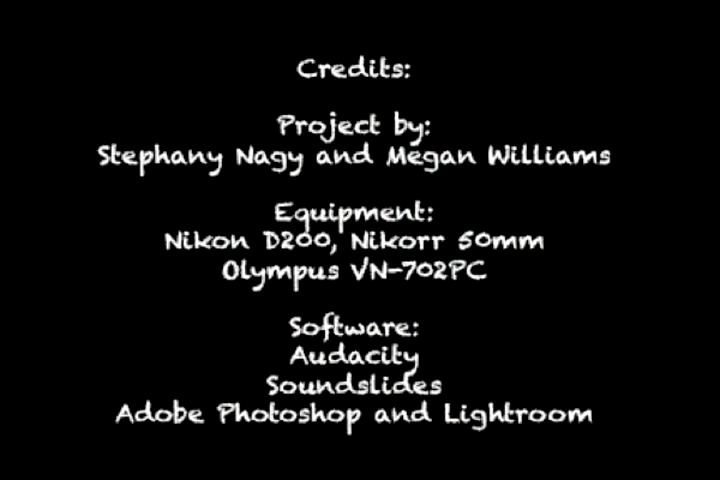 Credits:
Project by:
Stephany Nagy and Megan Williams
Equipment:
Nikon D200, Nikorr 50mm
Olympus VN-702PC
Software:
Audacity
Soundslides
Adobe Photoshop and Lightroom